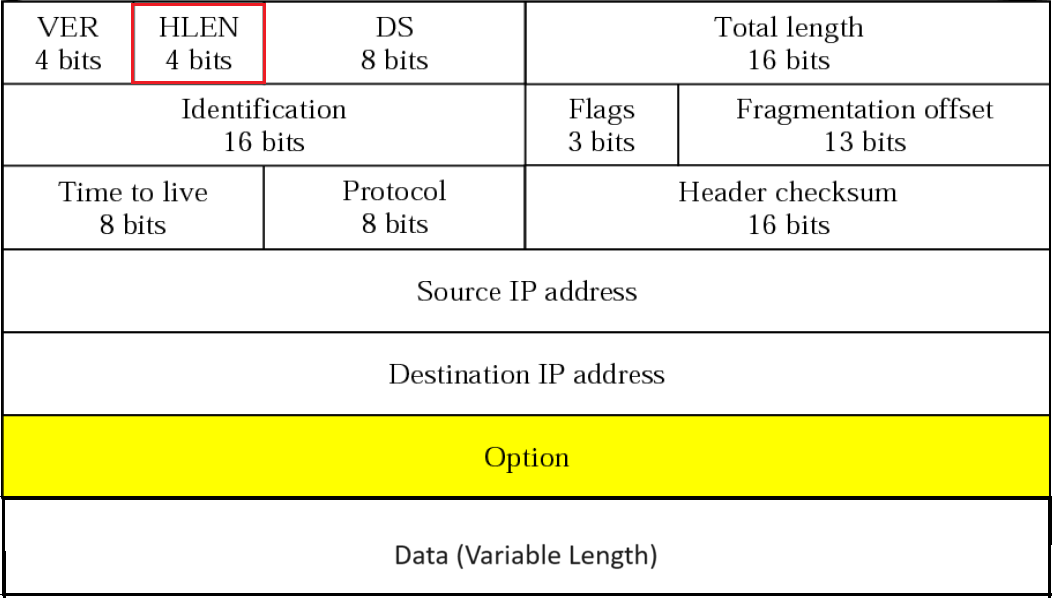 VER
4 bits
HLEN
4 bits
DS
8 bits
Total length
16 bits
Identification
16 bits
Flags
3 bits
Fragmentation offset
13 bits
Time to live
8 bits
Protocol
8 bits
Header checksum
16 bits
Source IP address
Destination IP address
Option
Data (Variable Length)